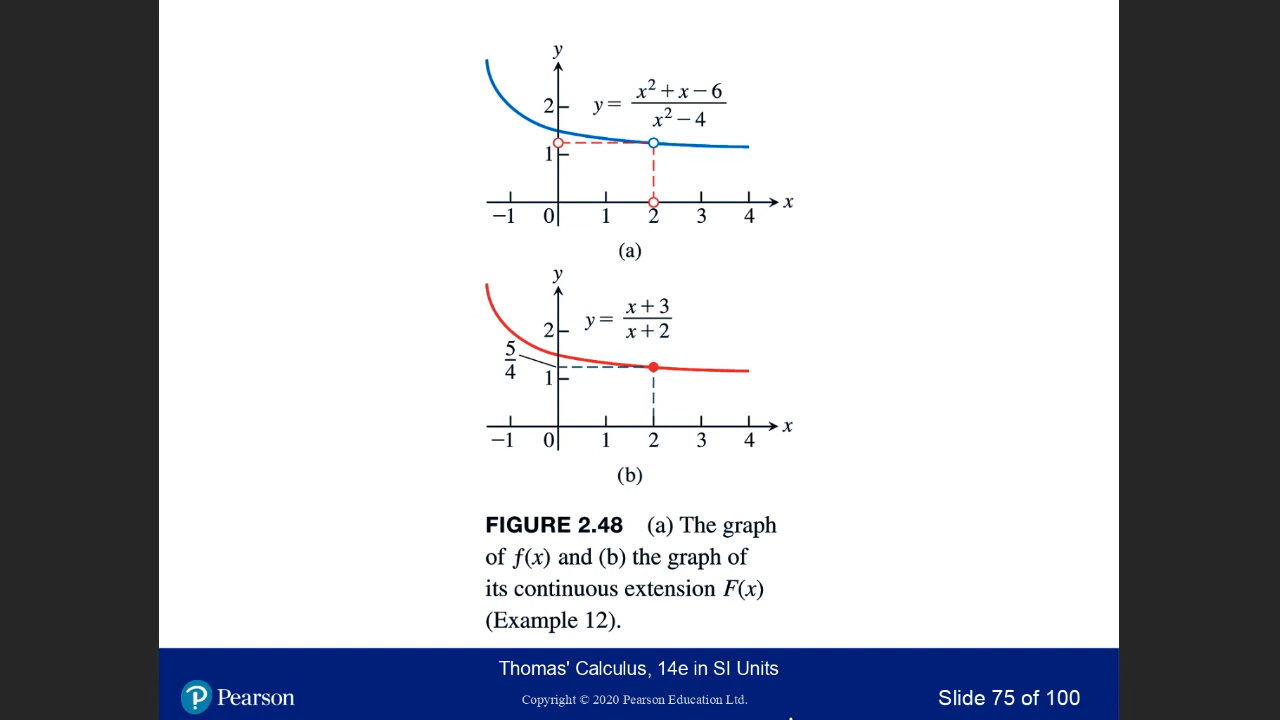 y
2
y = x² + x − 6 / x² − 4
1
−1 0 1 2 3 4 x
(a)
y
2
y = x + 3 / x + 2
5/4
1
−1 0 1 2 3 4 x
(b)
FIGURE 2.48 (a) The graph
of f(x) and (b) the graph of
its continuous extension F(x)
(Example 12).
Thomas' Calculus, 14e in SI Units
P Pearson
Copyright © 2020 Pearson Education Ltd.
Slide 75 of 100